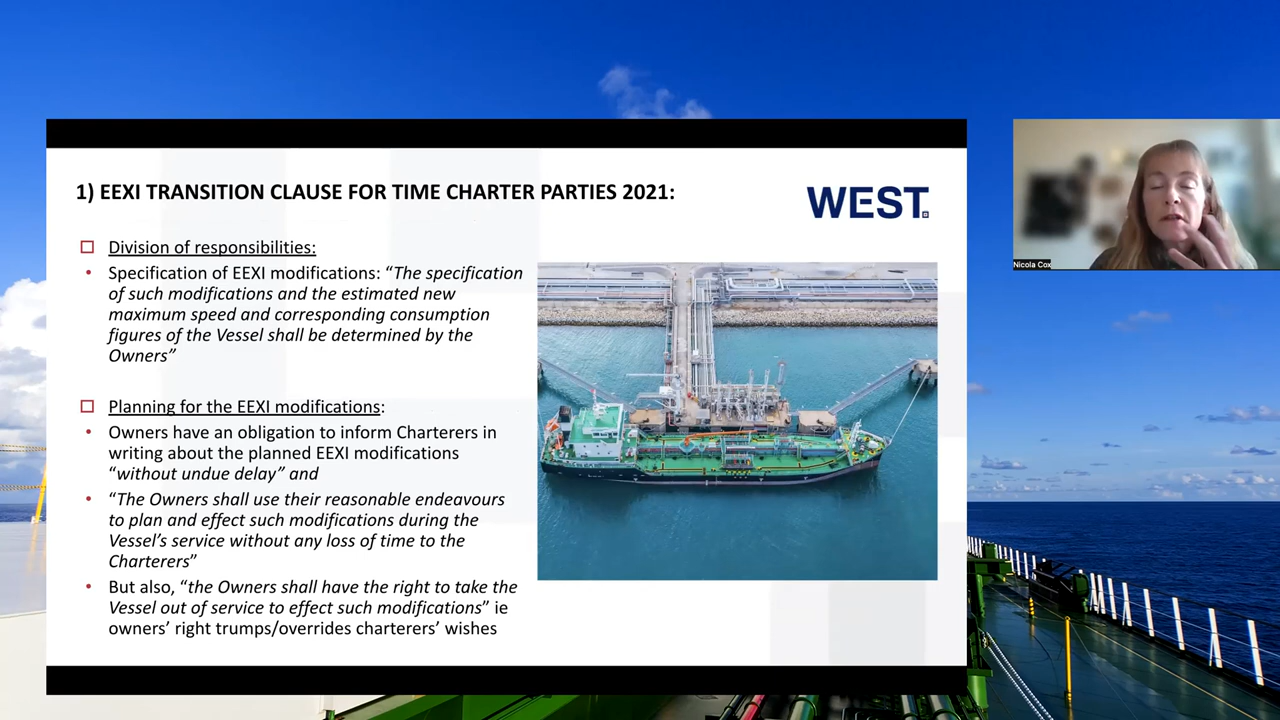 1) EEXI TRANSITION CLAUSE FOR TIME CHARTER PARTIES 2021:
WEST.
Nicola Cox
Division of responsibilities:
• Specification of EEXI modifications: “The specification
of such modifications and the estimated new
maximum speed and corresponding consumption
figures of the Vessel shall be determined by the
Owners”
Planning for the EEXI modifications:
• Owners have an obligation to inform Charterers in
writing about the planned EEXI modifications
“without undue delay” and
• “The Owners shall use their reasonable endeavours
to plan and effect such modifications during the
Vessel’s service without any loss of time to the
Charterers”
• But also, “the Owners shall have the right to take the
Vessel out of service to effect such modifications” ie
owners’ right trumps/overrides charterers’ wishes